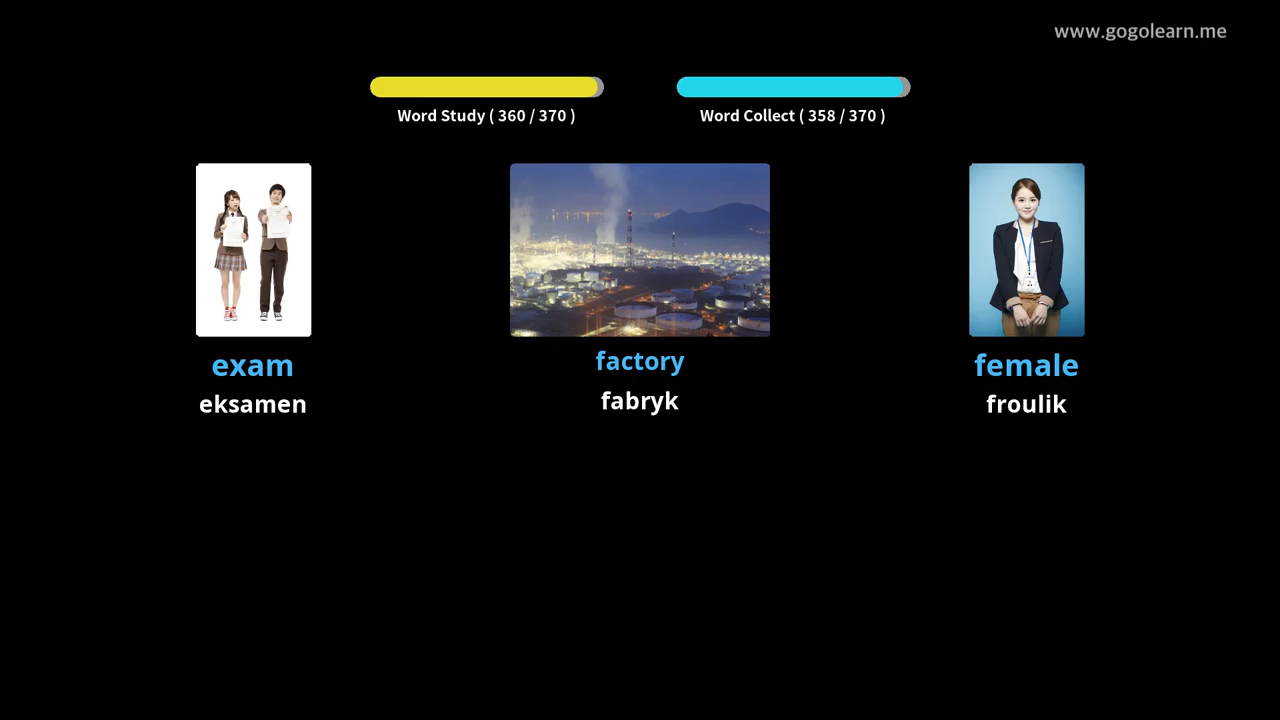 www.gogolearn.me
Word Study ( 360 / 370 )
Word Collect ( 358 / 370 )
exam
eksamen
factory
fabryk
female
froulik